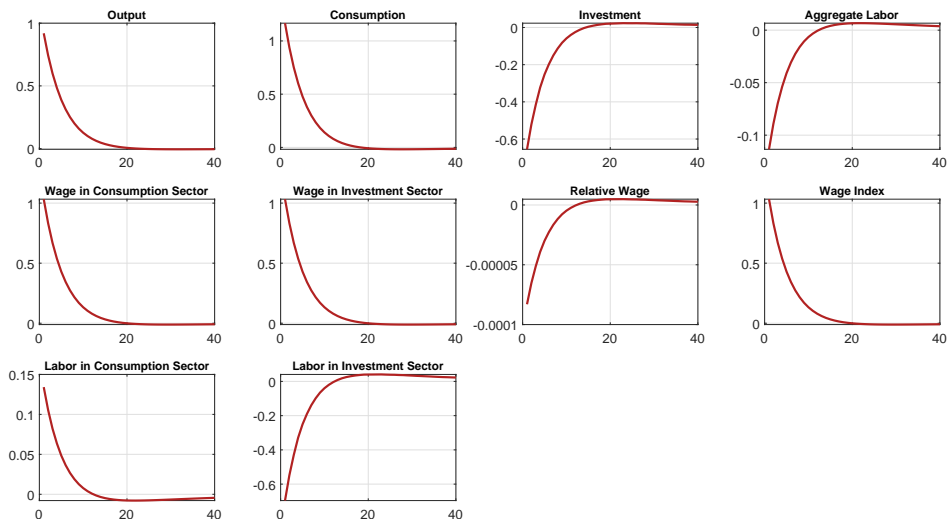 Output
1
0.5
0
0 20 40
Consumption
1
0.5
0
0 20 40
Investment
0
-0.2
-0.4
-0.6
0 20 40
Aggregate Labor
0
-0.05
-0.1
0 20 40
Wage in Consumption Sector
1
0.5
0
0 20 40
Wage in Investment Sector
1
0.5
0
0 20 40
Relative Wage
0
-0.00005
-0.0001
0 20 40
Wage Index
1
0.5
0
0 20 40
Labor in Consumption Sector
0.15
0.1
0.05
0
0 20 40
Labor in Investment Sector
0
-0.2
-0.4
-0.6
0 20 40